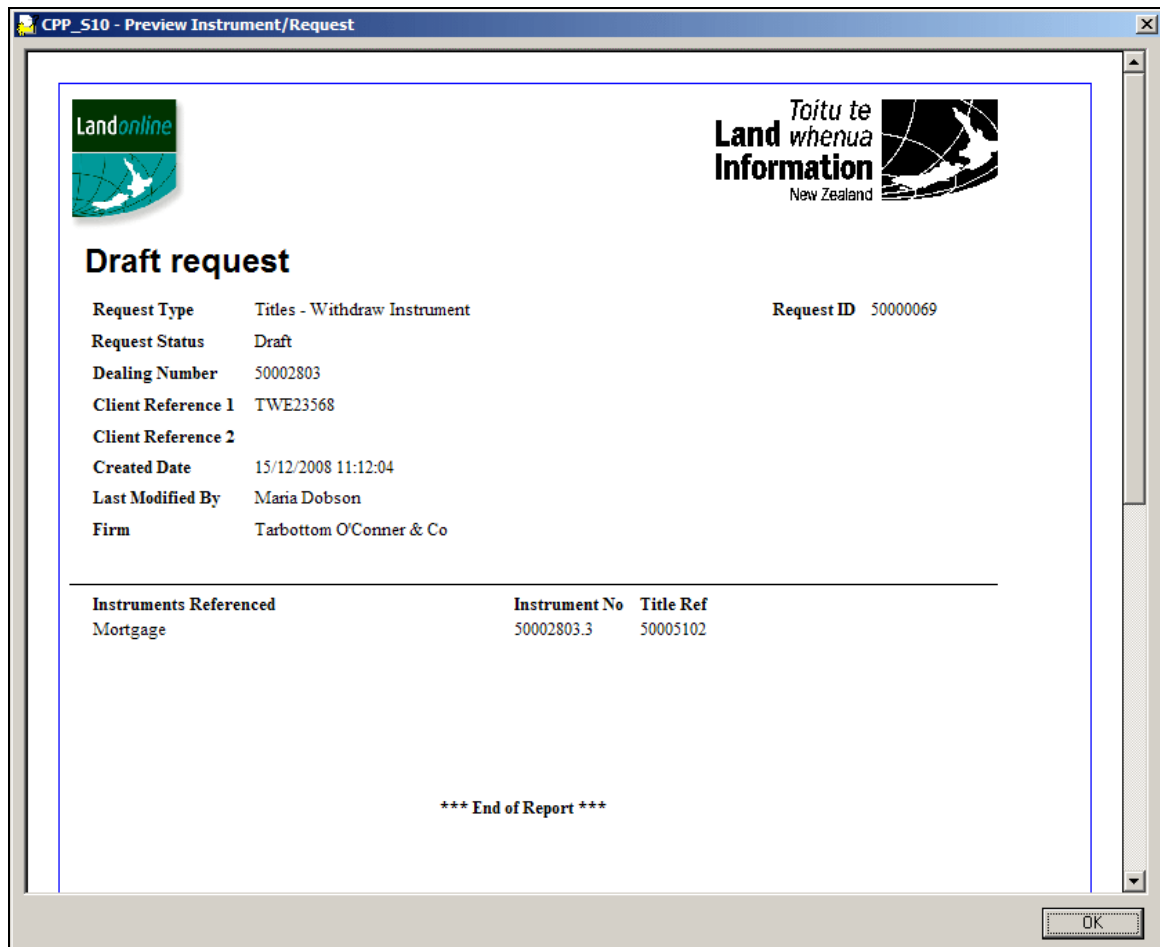 CPP_S10 - Preview Instrument/Request
Landonline
Toitu te
Land whenua
Information
New Zealand
Draft request
Request Type Titles - Withdraw Instrument Request ID 50000069
Request Status Draft
Dealing Number 50002803
Client Reference 1 TWE23568
Client Reference 2
Created Date 15/12/2008 11:12:04
Last Modified By Maria Dobson
Firm Tarbottom O'Conner & Co
Instruments Referenced Instrument No Title Ref
Mortgage 50002803.3 50005102
*** End of Report ***
OK